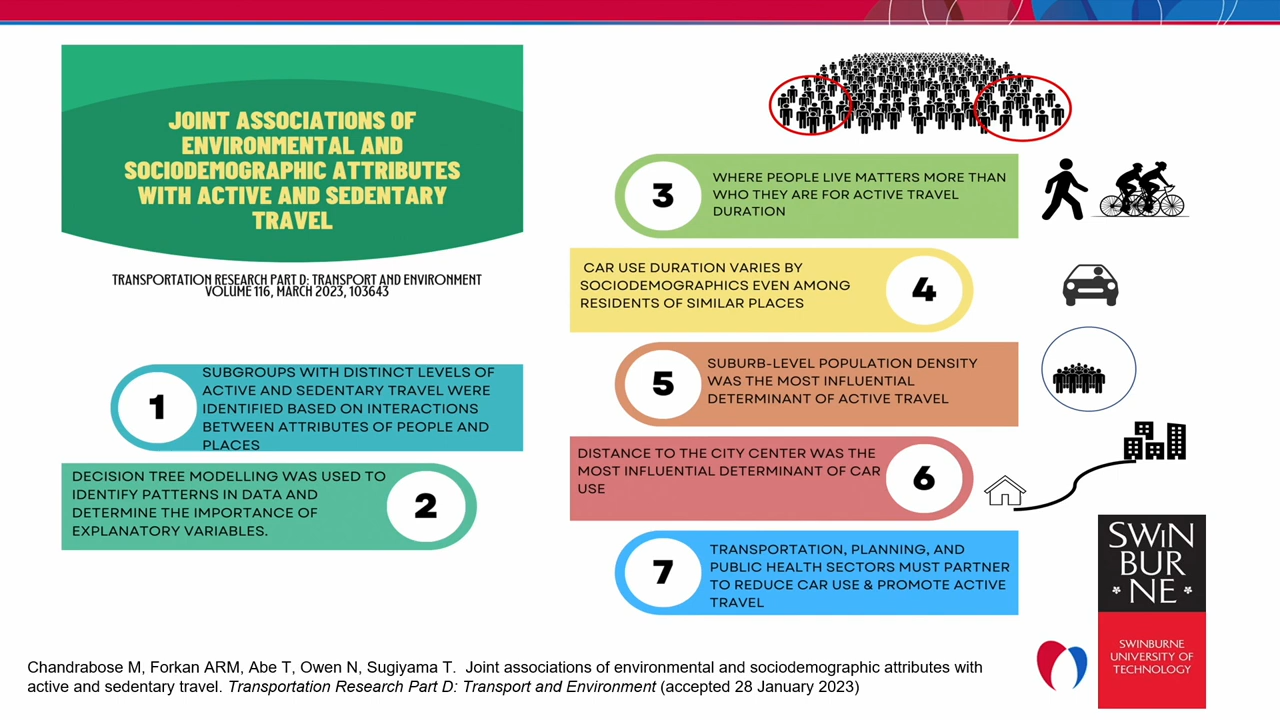 JOINT ASSOCIATIONS OF
ENVIRONMENTAL AND
SOCIODEMOGRAPHIC ATTRIBUTES
WITH ACTIVE AND SEDENTARY
TRAVEL
TRANSPORTATION RESEARCH PART D: TRANSPORT AND ENVIRONMENT
VOLUME 116, MARCH 2023, 103643
1
SUBGROUPS WITH DISTINCT LEVELS OF
ACTIVE AND SEDENTARY TRAVEL WERE
IDENTIFIED BASED ON INTERACTIONS
BETWEEN ATTRIBUTES OF PEOPLE AND
PLACES
DECISION TREE MODELLING WAS USED TO
IDENTIFY PATTERNS IN DATA AND
DETERMINE THE IMPORTANCE OF
EXPLANATORY VARIABLES.
2
3
WHERE PEOPLE LIVE MATTERS MORE THAN
WHO THEY ARE FOR ACTIVE TRAVEL
DURATION
CAR USE DURATION VARIES BY
SOCIODEMOGRAPHICS EVEN AMONG
RESIDENTS OF SIMILAR PLACES
4
5
SUBURB-LEVEL POPULATION DENSITY
WAS THE MOST INFLUENTIAL
DETERMINANT OF ACTIVE TRAVEL
DISTANCE TO THE CITY CENTER WAS THE
MOST INFLUENTIAL DETERMINANT OF CAR
USE
6
7
TRANSPORTATION, PLANNING, AND
PUBLIC HEALTH SECTORS MUST PARTNER
TO REDUCE CAR USE & PROMOTE ACTIVE
TRAVEL
SWIN
BUR
NE
SWINBURNE
UNIVERSITY OF
TECHNOLOGY
Chandrabose M, Forkan ARM, Abe T, Owen N, Sugiyama T. Joint associations of environmental and sociodemographic attributes with
active and sedentary travel. Transportation Research Part D: Transport and Environment (accepted 28 January 2023)